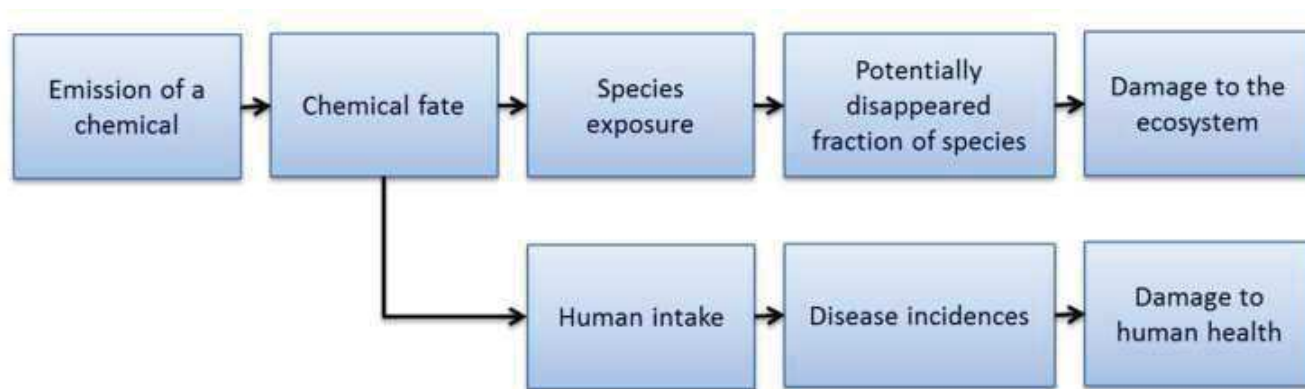 Emission of a
chemical
Chemical fate
Species
exposure
Potentially
disappeared
fraction of species
Damage to the
ecosystem
Human intake
Disease incidences
Damage to
human health